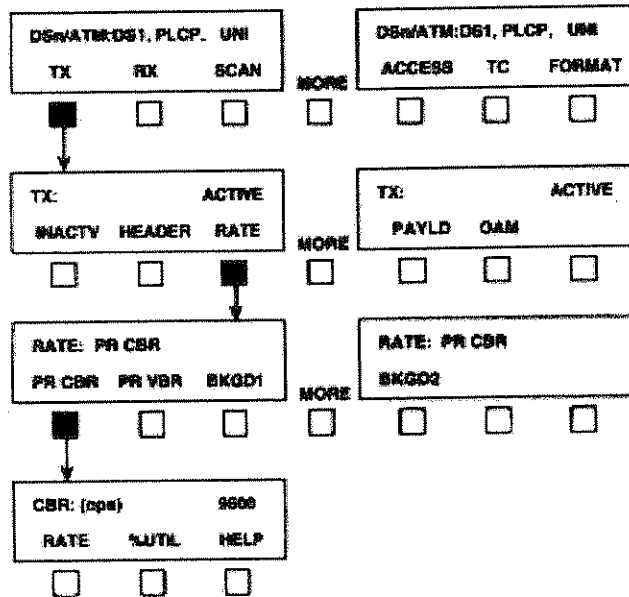 DSn/ATM:DS1, PLCP, UNI
TX RX SCAN
MORE
DSn/ATM:DS1, PLCP, UNI
ACCESS TC FORMAT
TX: ACTIVE
INACTV HEADER RATE
MORE
TX: ACTIVE
PAYLD OAM
RATE: PR CBR
PR CBR PR VBR BKGD1
MORE
RATE: PR CBR
BKGD2
CBR: (cps) 9600
RATE %UTIL HELP